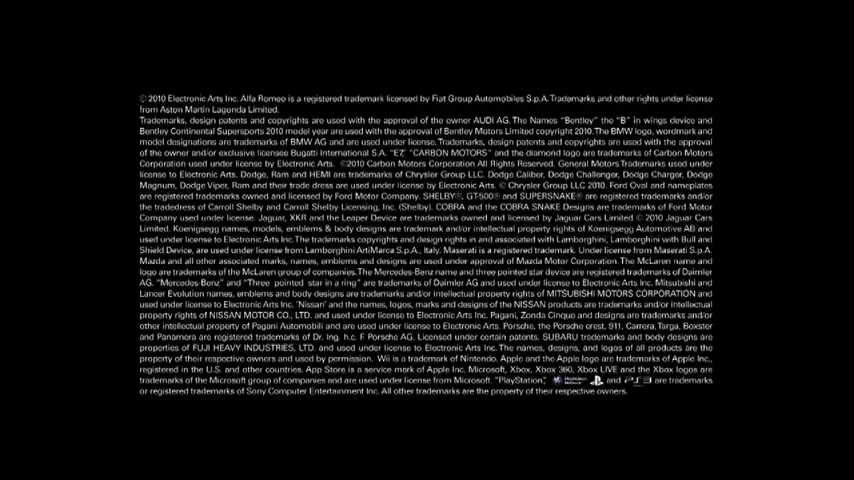 © 2010 Electronic Arts Inc. Alfa Romeo is a registered trademark licensed by Fiat Group Automobiles S.p.A. Trademarks and other rights under license
from Aston Martin Lagonda Limited.
Trademarks, design patents and copyrights are used with the approval of the owner AUDI AG. The Names "Bentley" the "B" in wings device and
Bentley Continental Supersports 2010 model year are used with the approval of Bentley Motors Limited copyright 2010. The BMW logo, wordmark and
model designations are trademarks of BMW AG and are used under license. Trademarks, design patents and copyrights are used with the approval
of the owner and/or exclusive licensee Bugatti International S.A. "E7," "CARBON MOTORS" and the diamond logo are trademarks of Carbon Motors
Corporation used under license by Electronic Arts. ©2010 Carbon Motors Corporation All Rights Reserved. General Motors Trademarks used under
license to Electronic Arts. Dodge, Ram and HEMI are trademarks of Chrysler Group LLC. Dodge Caliber, Dodge Challenger, Dodge Charger, Dodge
Magnum, Dodge Viper, Ram and their trade dress are used under license by Electronic Arts. © Chrysler Group LLC 2010. Ford Oval and nameplates
are registered trademarks owned and licensed by Ford Motor Company. SHELBY®, GT-500® and SUPERSNAKE® are registered trademarks and/or
the tradedress of Carroll Shelby and Carroll Shelby Licensing, Inc. (Shelby). COBRA and the COBRA SNAKE Designs are trademarks of Ford Motor
Company used under license. Jaguar, XKR and the Leaper Device are trademarks owned and licensed by Jaguar Cars Limited © 2010 Jaguar Cars
Limited. Koenigsegg names, models, emblems & body designs are trademark and/or intellectual property rights of Koenigsegg Automotive AB and
used under license to Electronic Arts Inc. The trademarks copyrights and design rights in and associated with Lamborghini, Lamborghini with Bull and
Shield Device, are used under license from Lamborghini ArtiMarca S.p.A., Italy. Maserati is a registered trademark. Under license from Maserati S.p.A.
Mazda and all other associated marks, names, emblems and designs are used under approval of Mazda Motor Corporation. The McLaren name and
logo are trademarks of the McLaren group of companies. The Mercedes-Benz name and three pointed star device are registered trademarks of Daimler
AG. "Mercedes-Benz" and "Three pointed star in a ring" are trademarks of Daimler AG and used under license to Electronic Arts Inc. Mitsubishi and
Lancer Evolution names, emblems and body designs are trademarks and/or intellectual property rights of MITSUBISHI MOTORS CORPORATION and
used under license to Electronic Arts Inc. 'Nissan' and the names, logos, marks and designs of the NISSAN products are trademarks and/or intellectual
property rights of NISSAN MOTOR CO., LTD. and used under license to Electronic Arts Inc. Pagani, Zonda Cinque and designs are trademarks and/or
other intellectual property of Pagani Automobili and are used under license to Electronic Arts. Porsche, the Porsche crest, 911, Carrera, Targa, Boxster
and Panamera are registered trademarks of Dr. Ing. h.c. F. Porsche AG. Licensed under certain patents. SUBARU trademarks and body designs are
properties of FUJI HEAVY INDUSTRIES, LTD. and used under license to Electronic Arts Inc. The names, designs, and logos of all products are the
property of their respective owners and used by permission. Wii is a trademark of Nintendo. Apple and the Apple logo are trademarks of Apple Inc.,
registered in the U.S. and other countries. App Store is a service mark of Apple Inc. Microsoft, Xbox, Xbox 360, Xbox LIVE and the Xbox logos are
trademarks of the Microsoft group of companies and are used under license from Microsoft. "PlayStation," PlayStation Network and PS3 are trademarks
or registered trademarks of Sony Computer Entertainment Inc. All other trademarks are the property of their respective owners.